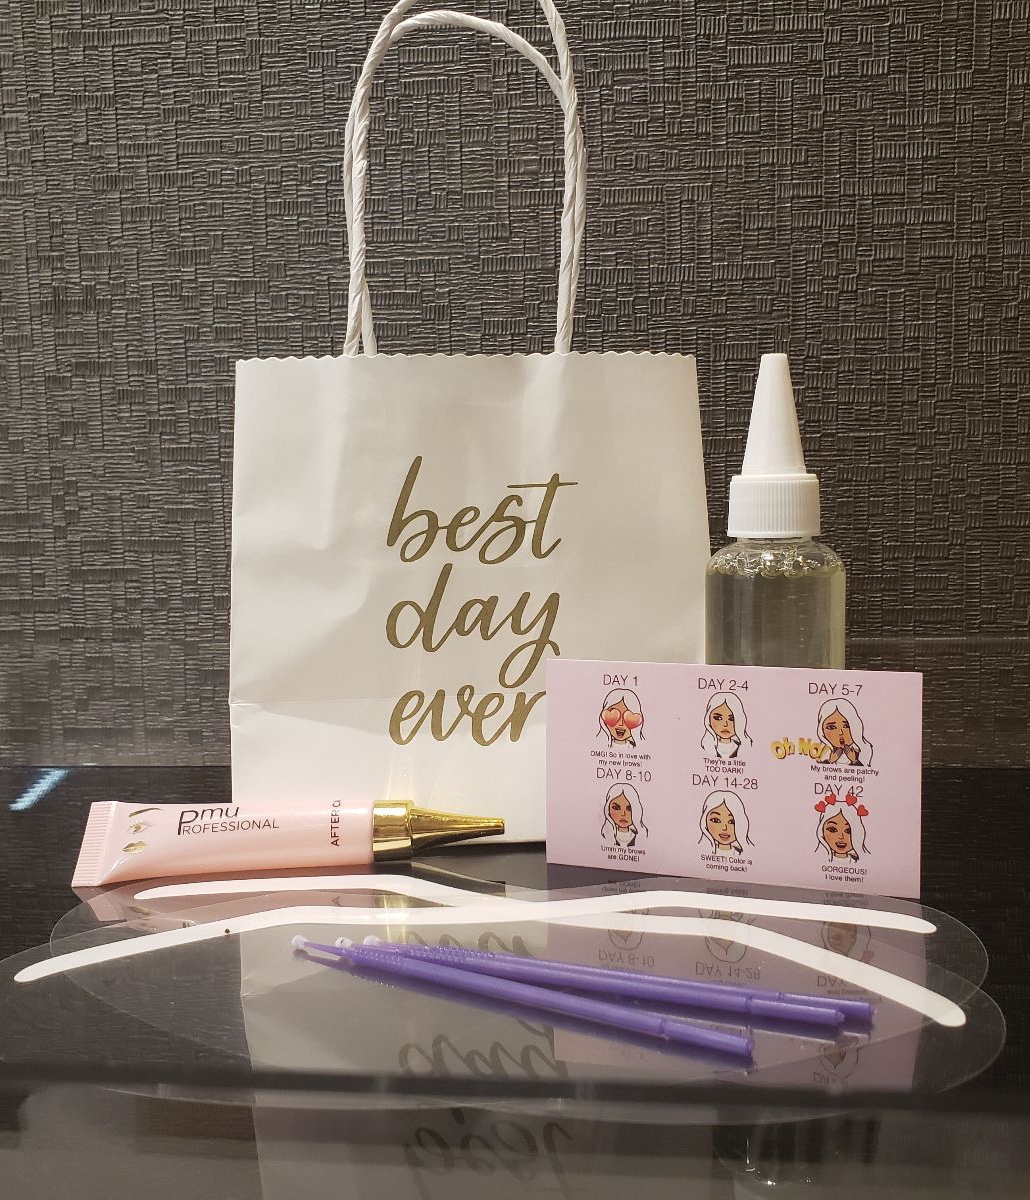 best
day
ever
Pmu
PROFESSIONAL
AFTER
DAY 1
OMG! So in love with
my new brows!
DAY 2-4
They're a little
TOO DARK!
DAY 5-7
Oh No!
My brows are patchy
and peeling!
DAY 8-10
Umm my brows
are GONE!
DAY 14-28
SWEET! Color is
coming back!
DAY 42
GORGEOUS!
I love them!